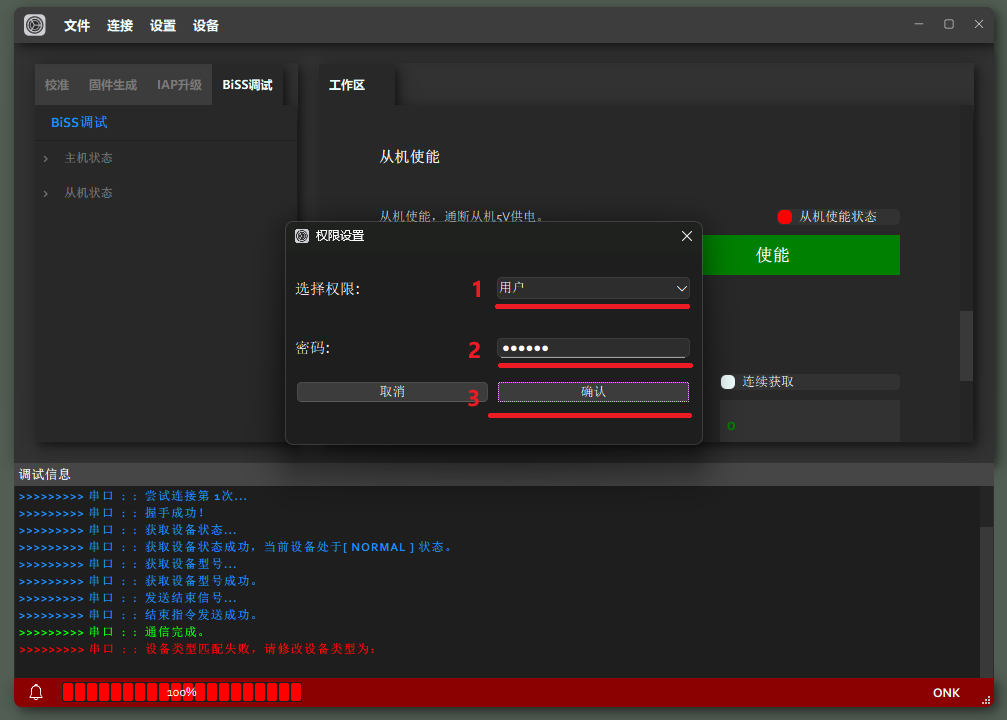 文件 连接 设置 设备
校准 固件生成 IAP升级 BiSS调试
工作区
BiSS调试
主机状态
从机状态
从机使能
从机使能，通断从机5V供电。
从机使能状态
使能
权限设置
选择权限：
1
用户
密码：
2
●●●●●●
取消
3
确认
连续获取
0
调试信息
>>>>>>>>> 串口 : : 尝试连接第 1次...
>>>>>>>>> 串口 : : 握手成功！
>>>>>>>>> 串口 : : 获取设备状态...
>>>>>>>>> 串口 : : 获取设备状态成功，当前设备处于[ NORMAL ] 状态。
>>>>>>>>> 串口 : : 获取设备型号...
>>>>>>>>> 串口 : : 获取设备型号成功。
>>>>>>>>> 串口 : : 发送结束信号...
>>>>>>>>> 串口 : : 结束指令发送成功。
>>>>>>>>> 串口 : : 通信完成。
>>>>>>>>> 串口 : : 设备类型匹配失败，请修改设备类型为：
100%
ONK